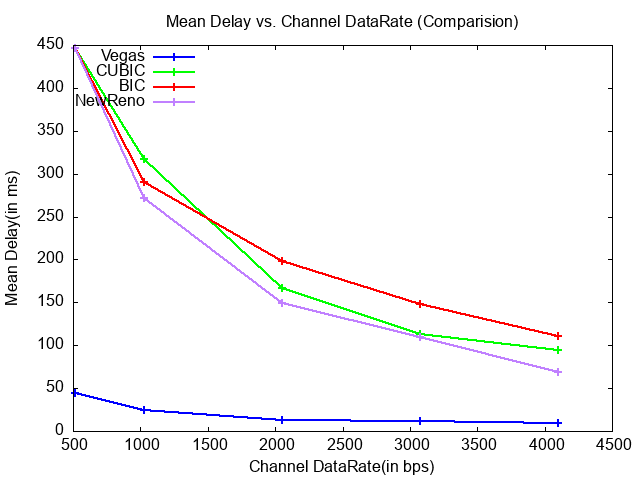 Mean Delay vs. Channel DataRate (Comparision)
Mean Delay(in ms)
450
400
350
300
250
200
150
100
50
0
Vegas
CUBIC
BIC
NewReno
500 1000 1500 2000 2500 3000 3500 4000 4500
Channel DataRate(in bps)